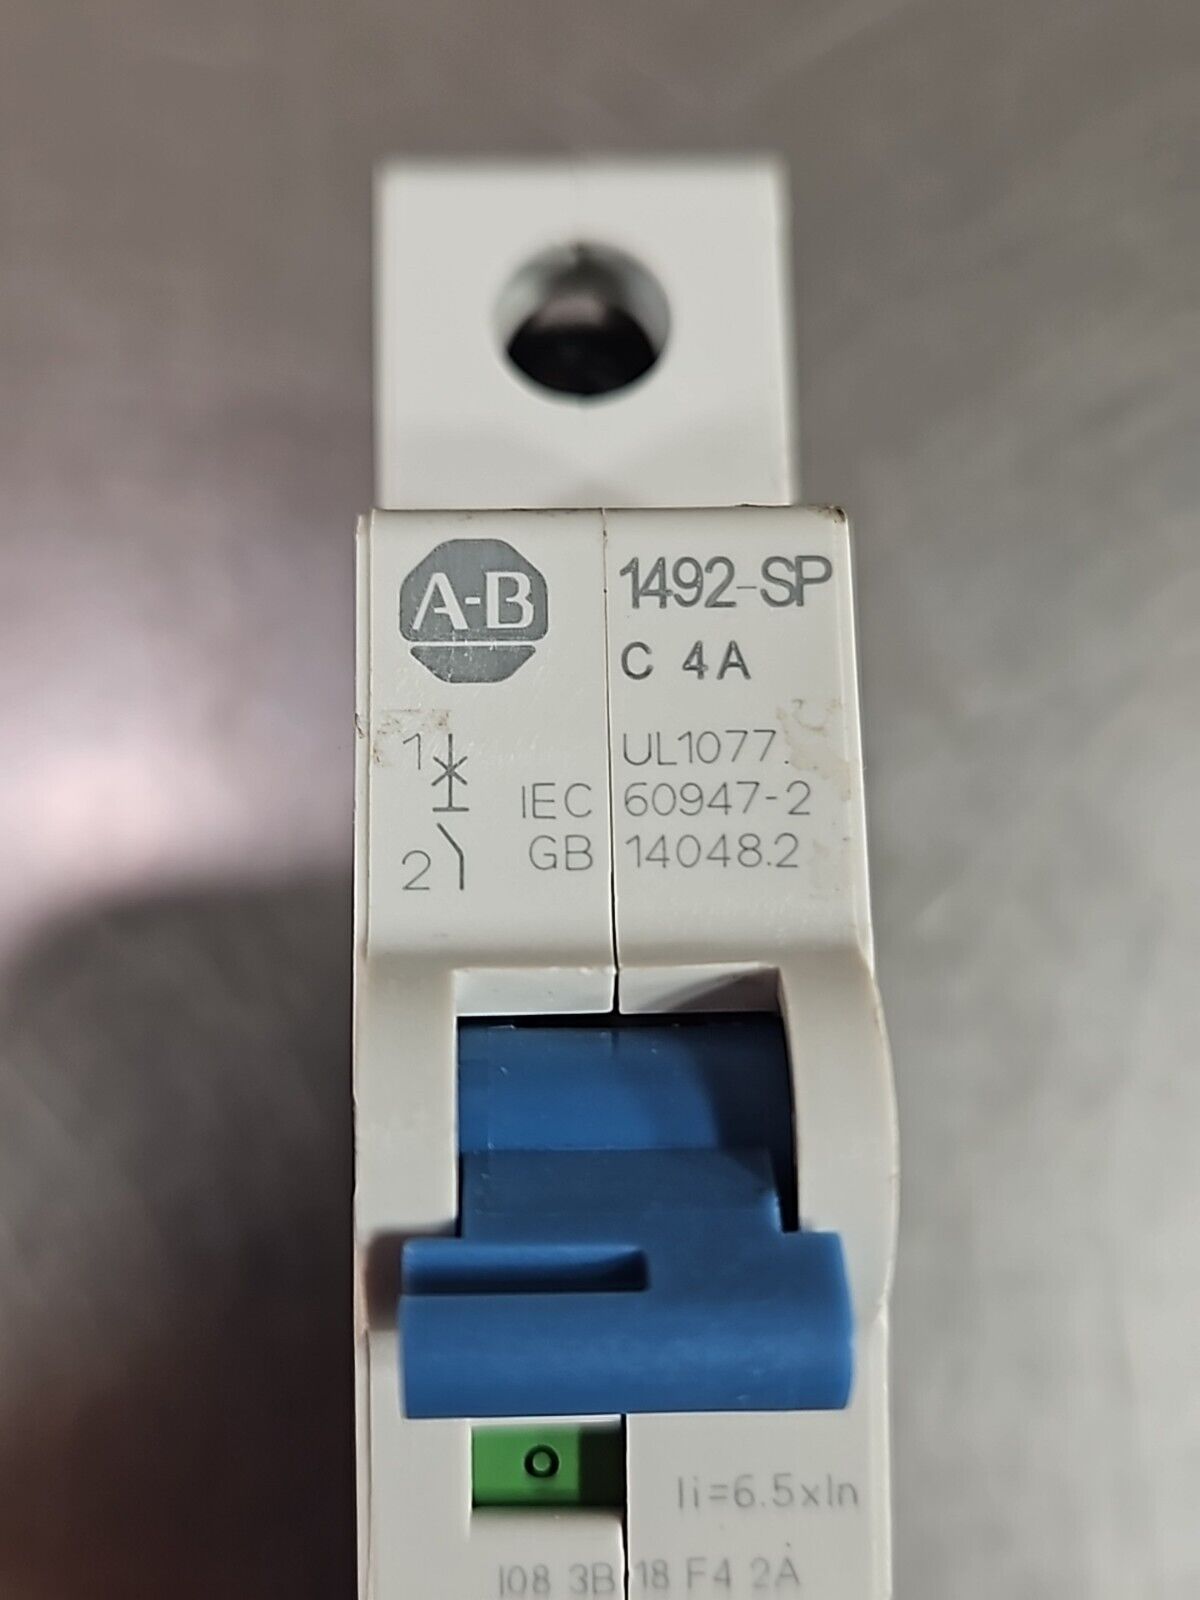 A-B
1492-SP
C 4A
1
UL1077
IEC 60947-2
GB 14048.2
2
O
Ii=6.5xIn
I08 3B 18 F4 2A